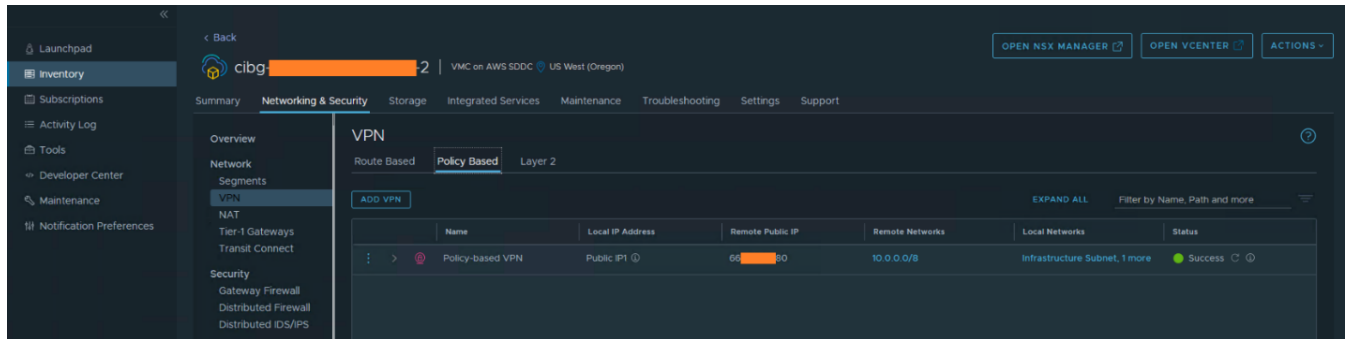 «
Launchpad
Inventory
Subscriptions
Activity Log
Tools
Developer Center
Maintenance
Notification Preferences
< Back
cibg- -2 | VMC on AWS SDDC US West (Oregon)
OPEN NSX MANAGER OPEN VCENTER ACTIONS
Summary Networking & Security Storage Integrated Services Maintenance Troubleshooting Settings Support
Overview
Network
Segments
VPN
NAT
Tier-1 Gateways
Transit Connect
Security
Gateway Firewall
Distributed Firewall
Distributed IDS/IPS
VPN
Route Based Policy Based Layer 2
ADD VPN EXPAND ALL Filter by Name, Path and more
Name Local IP Address Remote Public IP Remote Networks Local Networks Status
Policy-based VPN Public IP1 66 80 10.0.0.0/8 Infrastructure Subnet, 1 more Success